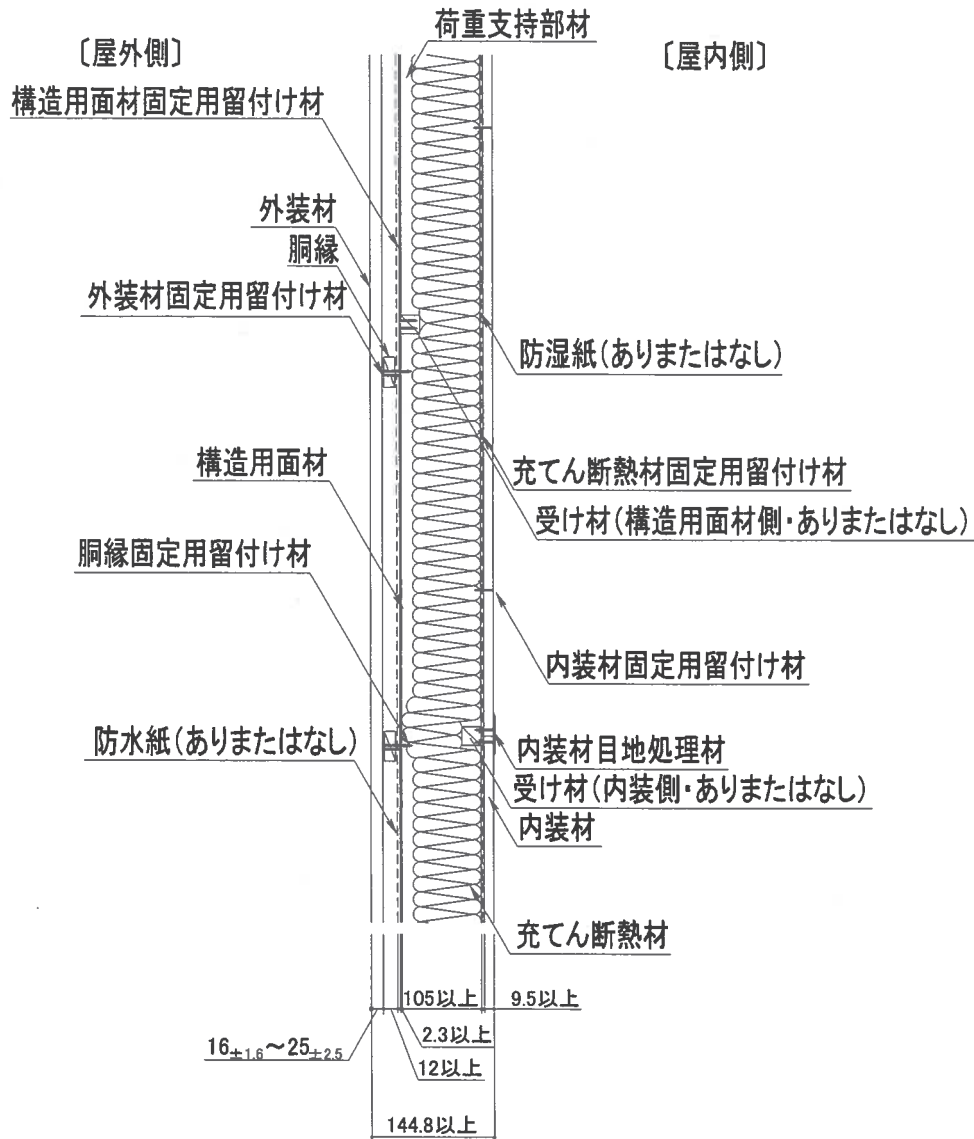 荷重支持部材
〔屋外側〕
〔屋内側〕
構造用面材固定用留付け材
外装材
胴縁
外装材固定用留付け材
防湿紙(ありまたはなし)
構造用面材
充てん断熱材固定用留付け材
受け材(構造用面材側・ありまたはなし)
胴縁固定用留付け材
内装材固定用留付け材
防水紙(ありまたはなし)
内装材目地処理材
受け材(内装側・ありまたはなし)
内装材
充てん断熱材
105以上
9.5以上
2.3以上
16±1.6~25±2.5
12以上
144.8以上